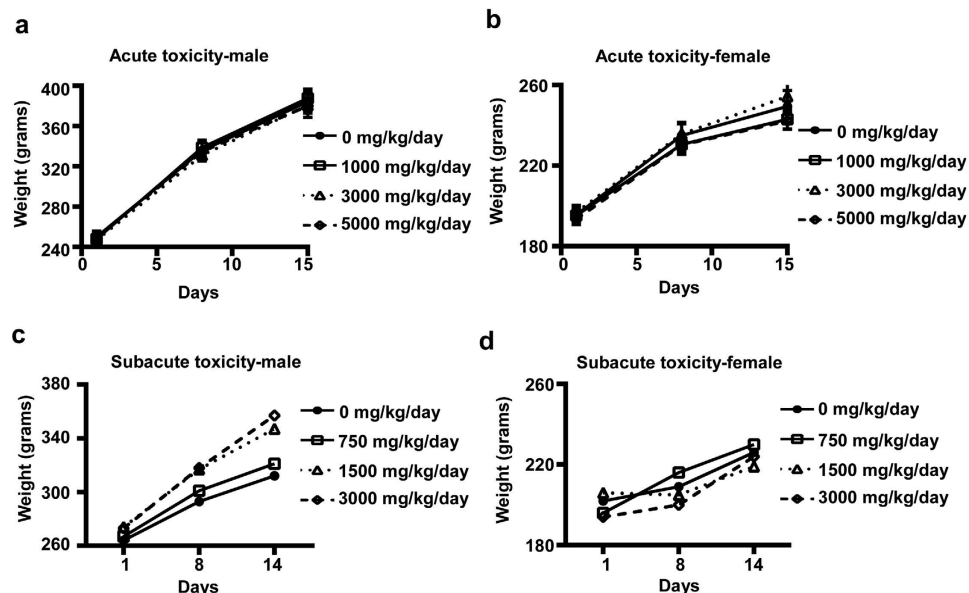 a
Acute toxicity-male
Weight (grams)
400
360
320
280
240
0
5
10
15
Days
0 mg/kg/day
1000 mg/kg/day
3000 mg/kg/day
5000 mg/kg/day
b
Acute toxicity-female
Weight (grams)
260
220
180
0
5
10
15
Days
0 mg/kg/day
1000 mg/kg/day
3000 mg/kg/day
5000 mg/kg/day
c
Subacute toxicity-male
Weight (grams)
380
340
300
260
1
8
14
Days
0 mg/kg/day
750 mg/kg/day
1500 mg/kg/day
3000 mg/kg/day
d
Subacute toxicity-female
Weight (grams)
260
220
180
1
8
14
Days
0 mg/kg/day
750 mg/kg/day
1500 mg/kg/day
3000 mg/kg/day